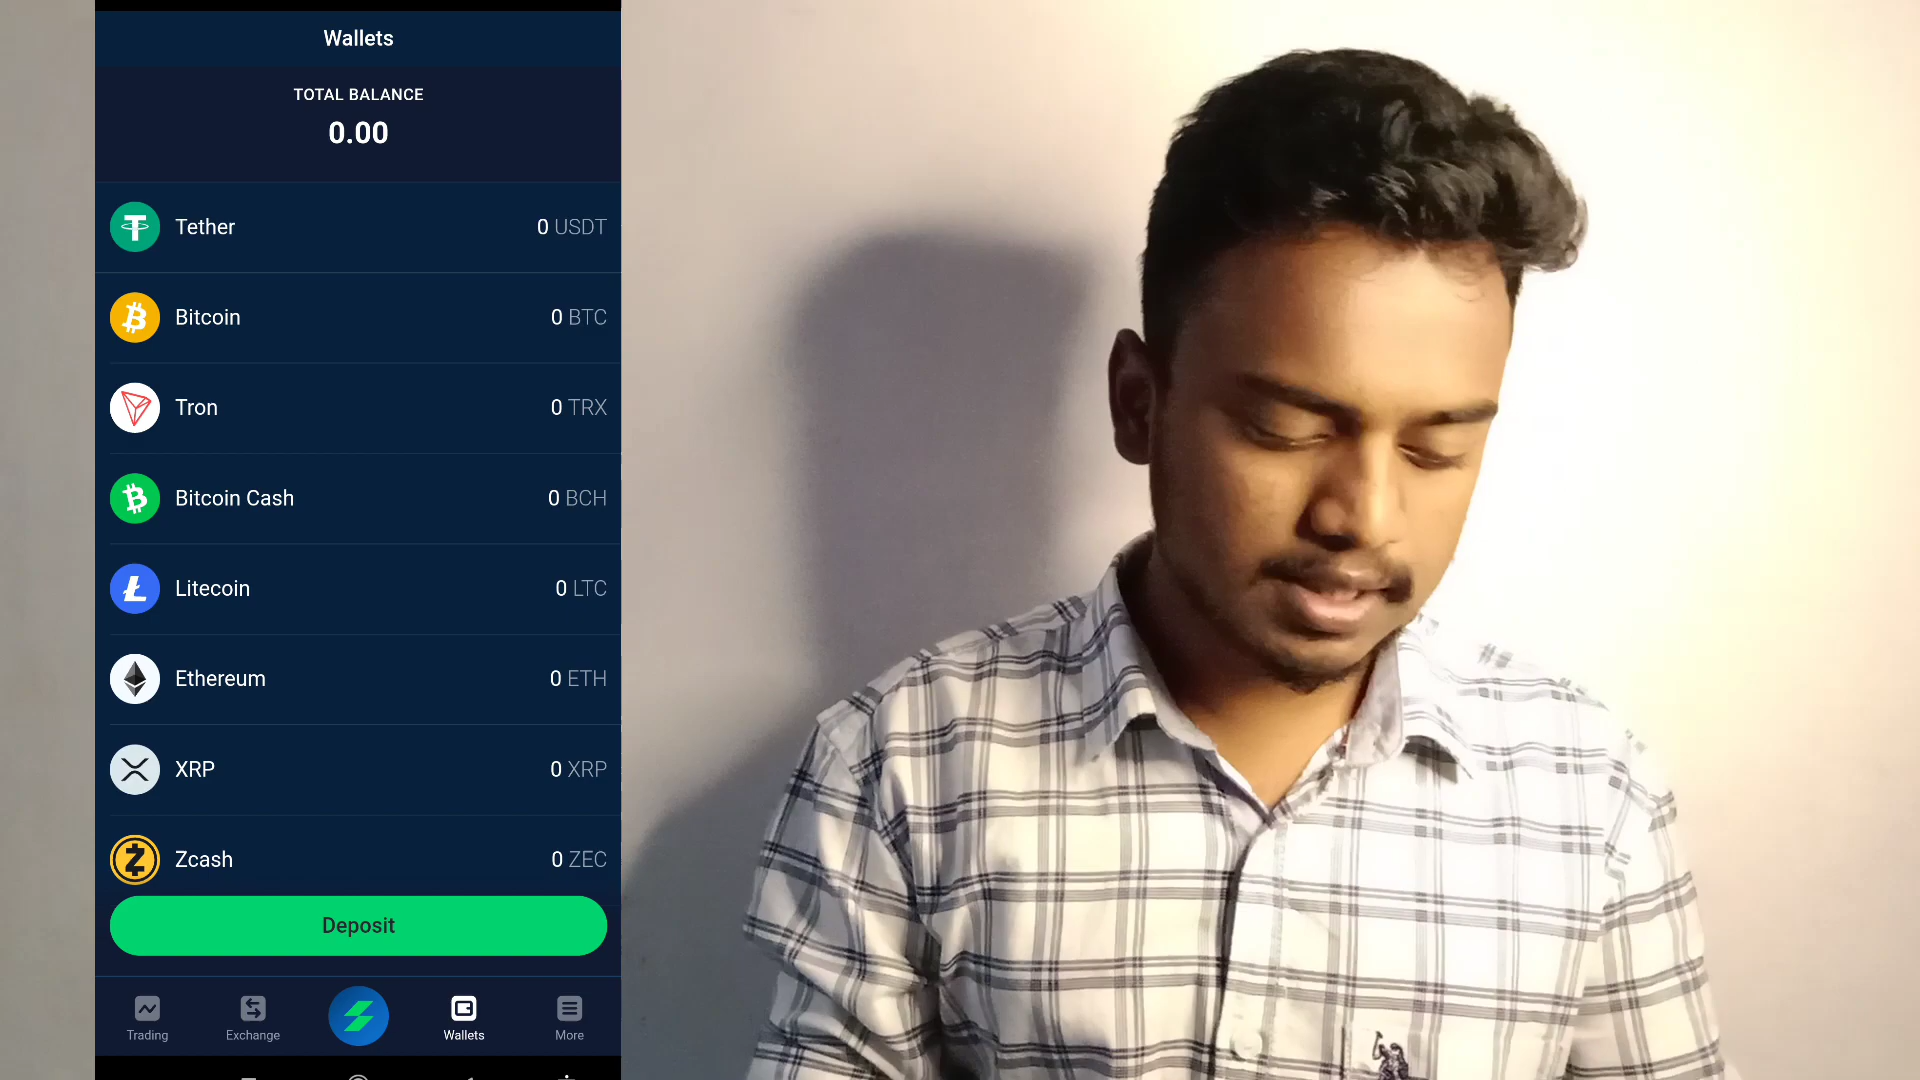 Wallets
TOTAL BALANCE
0.00
Tether 0 USDT
Bitcoin 0 BTC
Tron 0 TRX
Bitcoin Cash 0 BCH
Litecoin 0 LTC
Ethereum 0 ETH
XRP 0 XRP
Zcash 0 ZEC
Deposit
Trading Exchange Wallets More